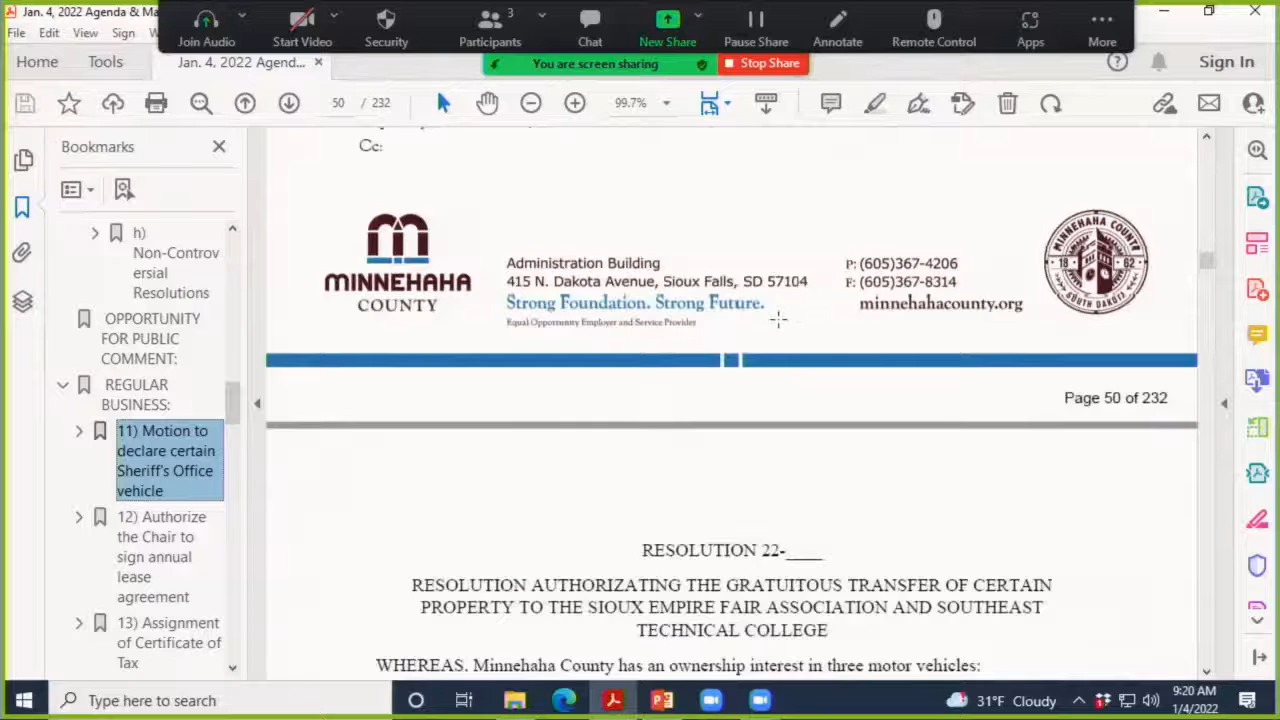 Jan. 4, 2022 Agenda & Ma
File Edit View Sign W
Join Audio
Start Video
Security
3
Participants
Chat
New Share
Pause Share
Annotate
Remote Control
Apps
More
You are screen sharing
Stop Share
Home Tools Jan. 4, 2022 Agend... × Sign In
50 / 232 99.7%
Bookmarks
h)
Non-Controv
ersial
Resolutions
OPPORTUNITY
FOR PUBLIC
COMMENT:
REGULAR
BUSINESS:
11) Motion to
declare certain
Sheriff's Office
vehicle
12) Authorize
the Chair to
sign annual
lease
agreement
13) Assignment
of Certificate of
Tax
Cc:
MINNEHAHA
COUNTY
Administration Building
415 N. Dakota Avenue, Sioux Falls, SD 57104
Strong Foundation. Strong Future.
Equal Opportunity Employer and Service Provider
P: (605)367-4206
F: (605)367-8314
minnehahacounty.org
MINNEHAHA COUNTY
18 62
SOUTH DAKOTA
Page 50 of 232
RESOLUTION 22-____
RESOLUTION AUTHORIZATING THE GRATUITOUS TRANSFER OF CERTAIN
PROPERTY TO THE SIOUX EMPIRE FAIR ASSOCIATION AND SOUTHEAST
TECHNICAL COLLEGE
WHEREAS, Minnehaha County has an ownership interest in three motor vehicles:
Type here to search
31°F Cloudy
9:20 AM
1/4/2022